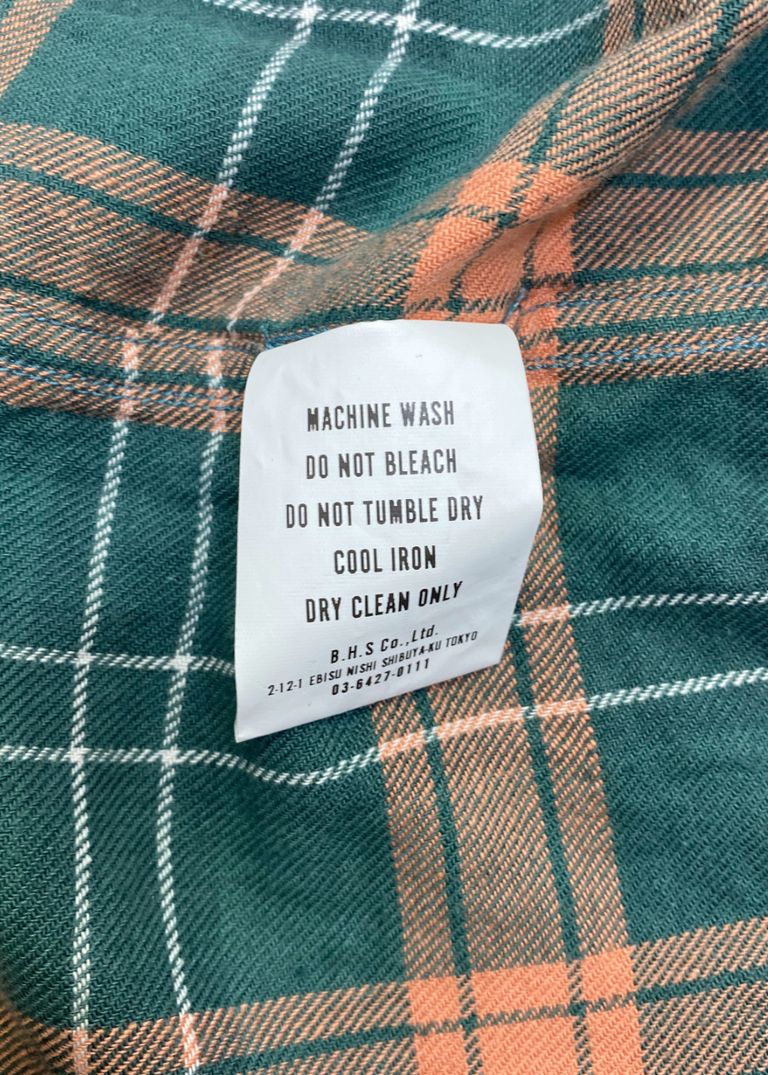 MACHINE WASH
DO NOT BLEACH
DO NOT TUMBLE DRY
COOL IRON
DRY CLEAN ONLY
B.H.S Co.,Ltd.
2-12-1 EBISU NISHI SHIBUYA-KU TOKYO
03-6427-0111